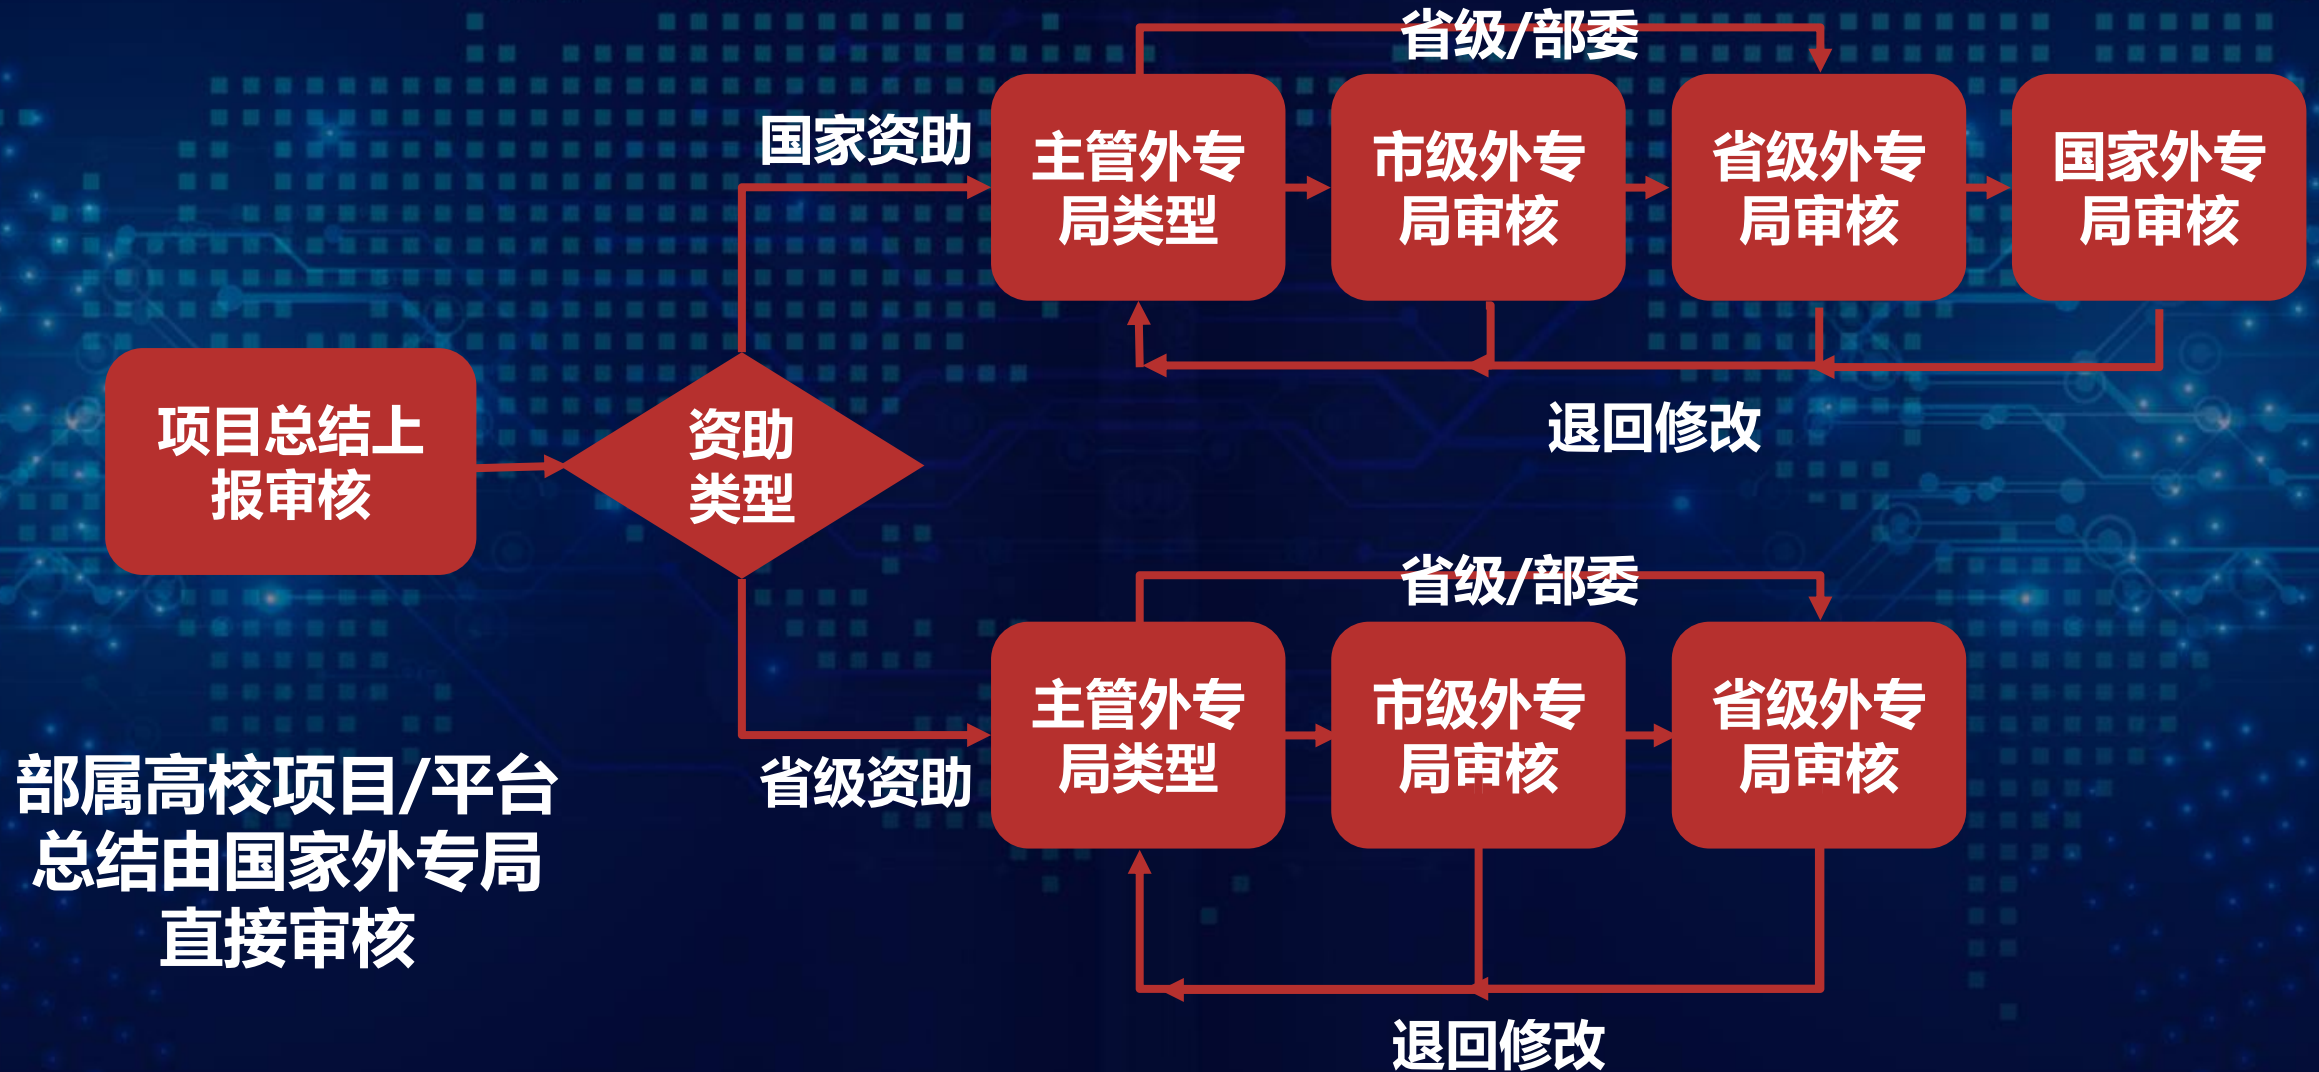 省级/部委
国家资助
主管外专
局类型
市级外专
局审核
省级外专
局审核
国家外专
局审核
退回修改
项目总结上
报审核
资助
类型
省级/部委
省级资助
主管外专
局类型
市级外专
局审核
省级外专
局审核
退回修改
部属高校项目/平台
总结由国家外专局
直接审核